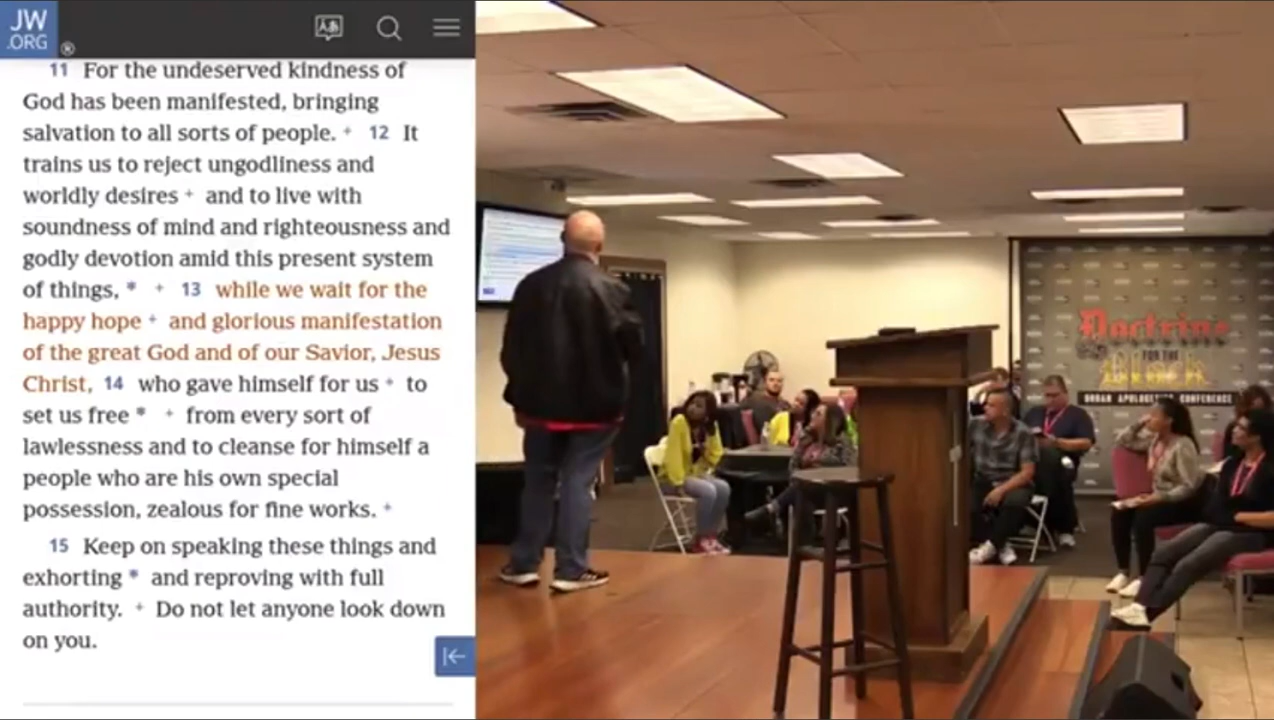 JW
.ORG
®
11 For the undeserved kindness of
God has been manifested, bringing
salvation to all sorts of people. + 12 It
trains us to reject ungodliness and
worldly desires + and to live with
soundness of mind and righteousness and
godly devotion amid this present system
of things, * + 13 while we wait for the
happy hope + and glorious manifestation
of the great God and of our Savior, Jesus
Christ, 14 who gave himself for us + to
set us free * + from every sort of
lawlessness and to cleanse for himself a
people who are his own special
possession, zealous for fine works. +
15 Keep on speaking these things and
exhorting * and reproving with full
authority. + Do not let anyone look down
on you.
Doctrine
FOR THE
URBAN APOLOGETICS CONFERENCE